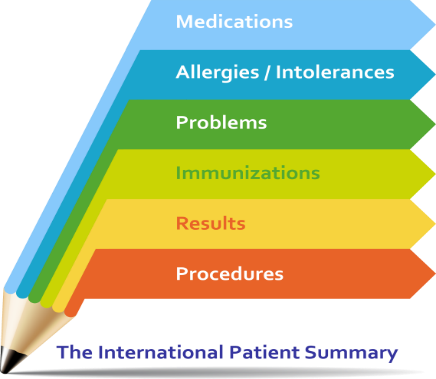 Medications
Allergies / Intolerances
Problems
Immunizations
Results
Procedures
The International Patient Summary